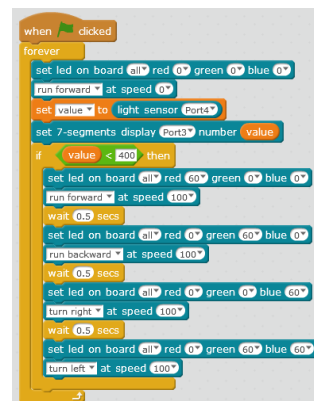 when clicked
forever
set led on board all red 0 green 0 blue 0
run forward at speed 0
set value to light sensor Port4
set 7-segments display Port3 number value
if value < 400 then
set led on board all red 60 green 0 blue 0
run forward at speed 100
wait 0.5 secs
set led on board all red 0 green 60 blue 0
run backward at speed 100
wait 0.5 secs
set led on board all red 0 green 0 blue 60
turn right at speed 100
wait 0.5 secs
set led on board all red 0 green 60 blue 60
turn left at speed 100